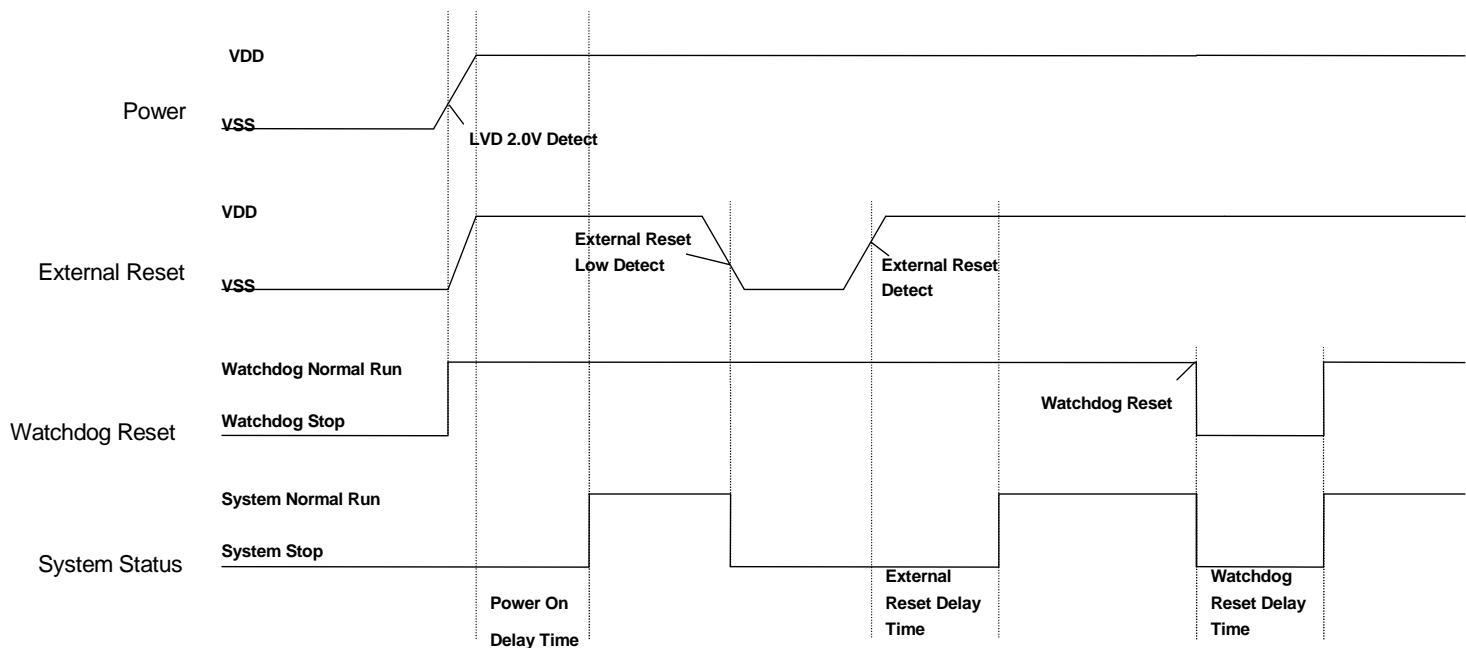 VDD
Power
VSS
LVD 2.0V Detect
VDD
External Reset
Low Detect
External Reset
Detect
External Reset
VSS
Watchdog Normal Run
Watchdog Reset
Watchdog Stop
Watchdog Reset
System Normal Run
System Stop
System Status
Power On
Delay Time
External
Reset Delay
Time
Watchdog
Reset Delay
Time